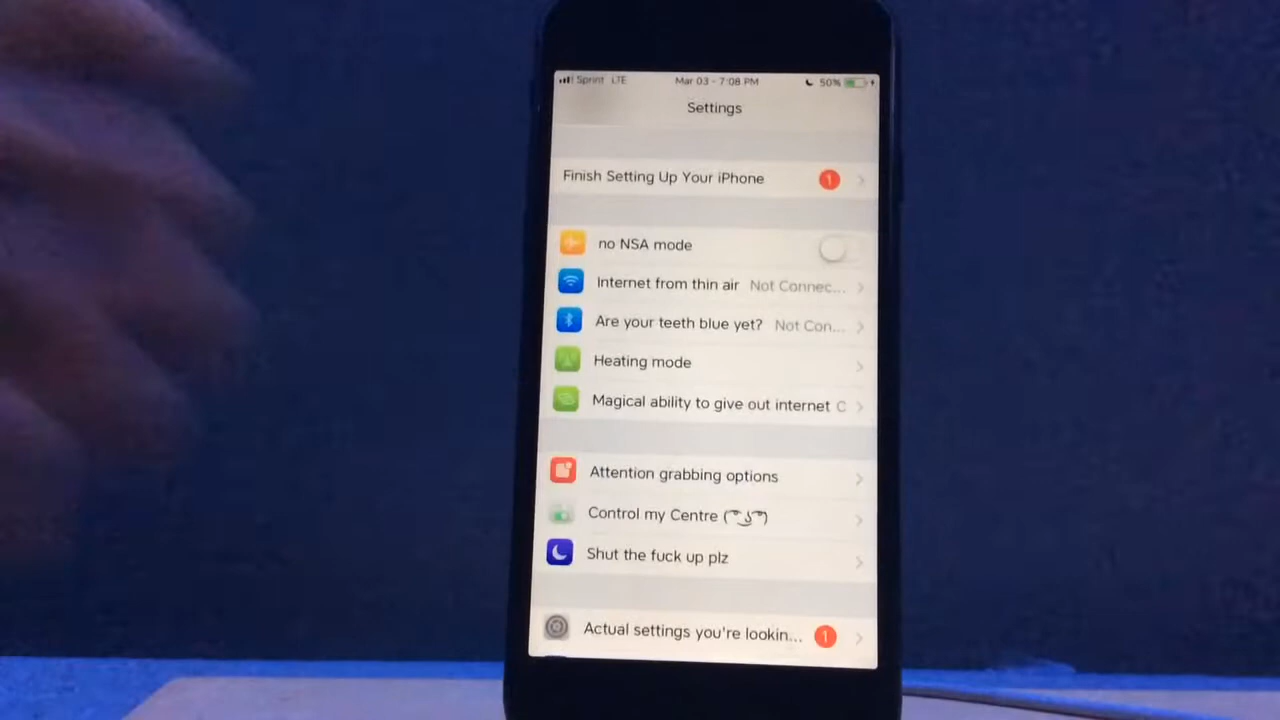 Sprint LTE Mar 03 - 7:08 PM 50%
Settings
Finish Setting Up Your iPhone 1
no NSA mode
Internet from thin air Not Connec...
Are your teeth blue yet? Not Con...
Heating mode
Magical ability to give out internet
Attention grabbing options
Control my Centre ( ͡° ͜ʖ ͡°)
Shut the fuck up plz
Actual settings you're lookin... 1